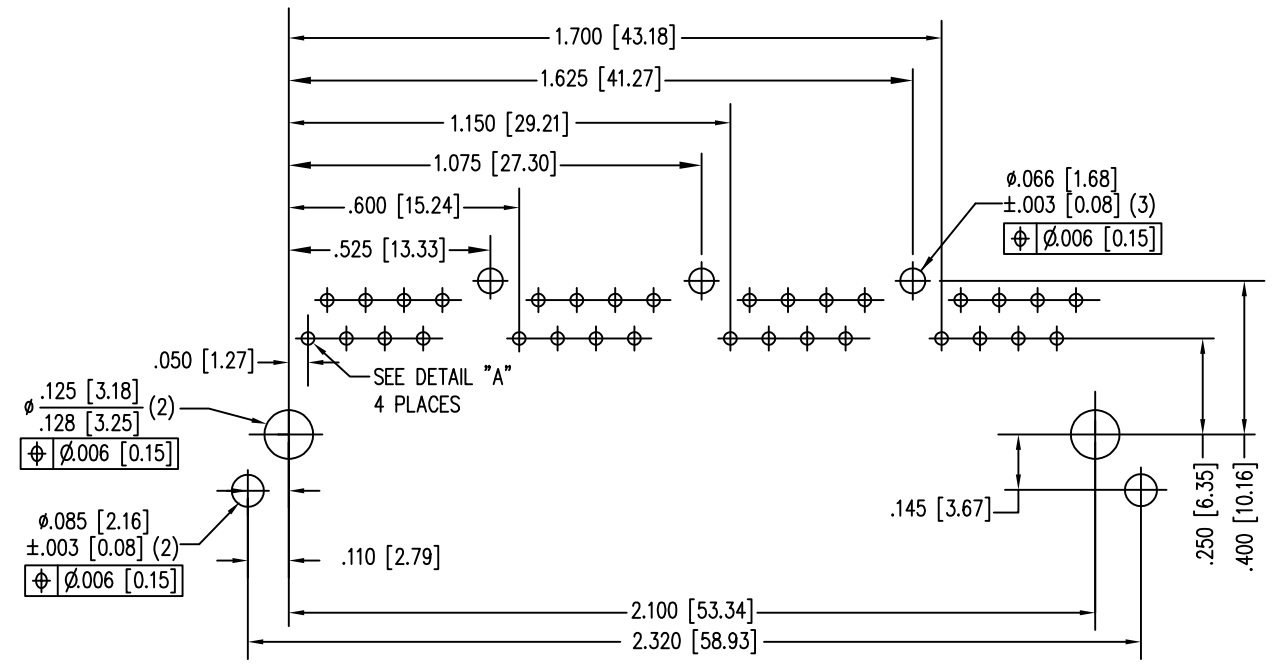 1.700 [43.18]
1.625 [41.27]
1.150 [29.21]
1.075 [27.30]
.600 [15.24]
.525 [13.33]
ø.066 [1.68]
±.003 [0.08] (3)
⌖ Ø.006 [0.15]
.050 [1.27]
SEE DETAIL "A"
4 PLACES
ø .125 [3.18]
.128 [3.25] (2)
⌖ Ø.006 [0.15]
ø.085 [2.16]
±.003 [0.08] (2)
⌖ Ø.006 [0.15]
.110 [2.79]
.145 [3.67]
.250 [6.35]
.400 [10.16]
2.100 [53.34]
2.320 [58.93]